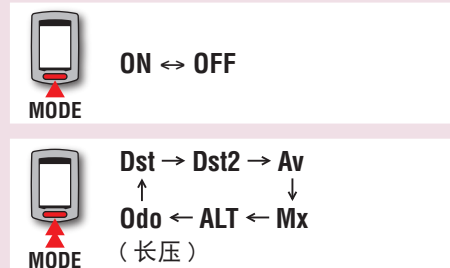 ON ↔ OFF
MODE
Dst → Dst2 → Av
↑ ↓
Odo ← ALT ← Mx
MODE
（长压）